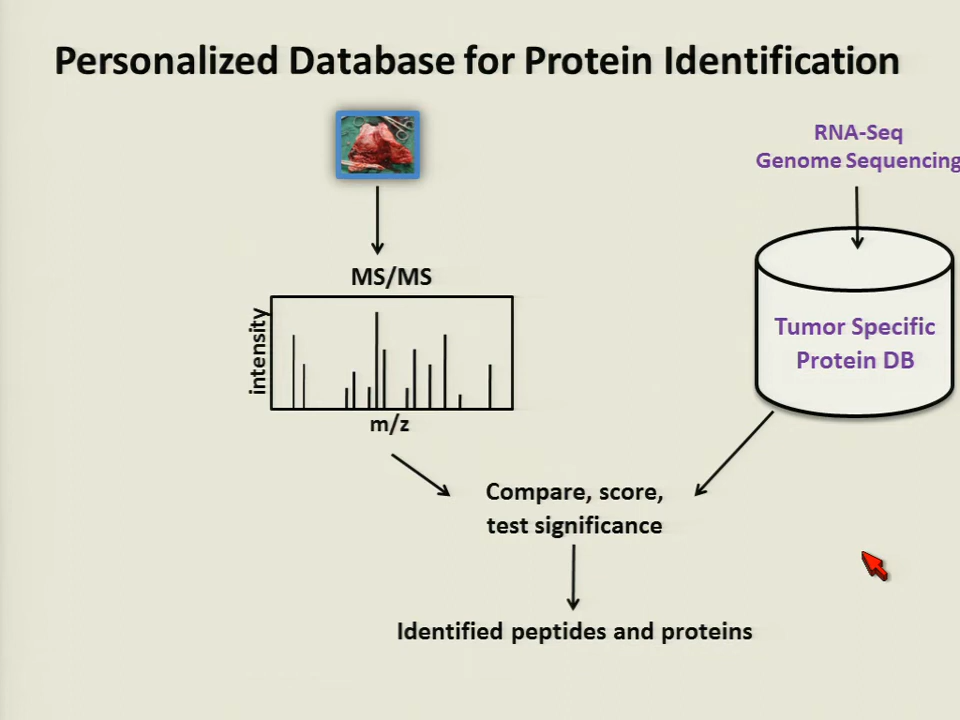 Personalized Database for Protein Identification
RNA-Seq
Genome Sequencing
MS/MS
intensity
m/z
Tumor Specific
Protein DB
Compare, score,
test significance
Identified peptides and proteins